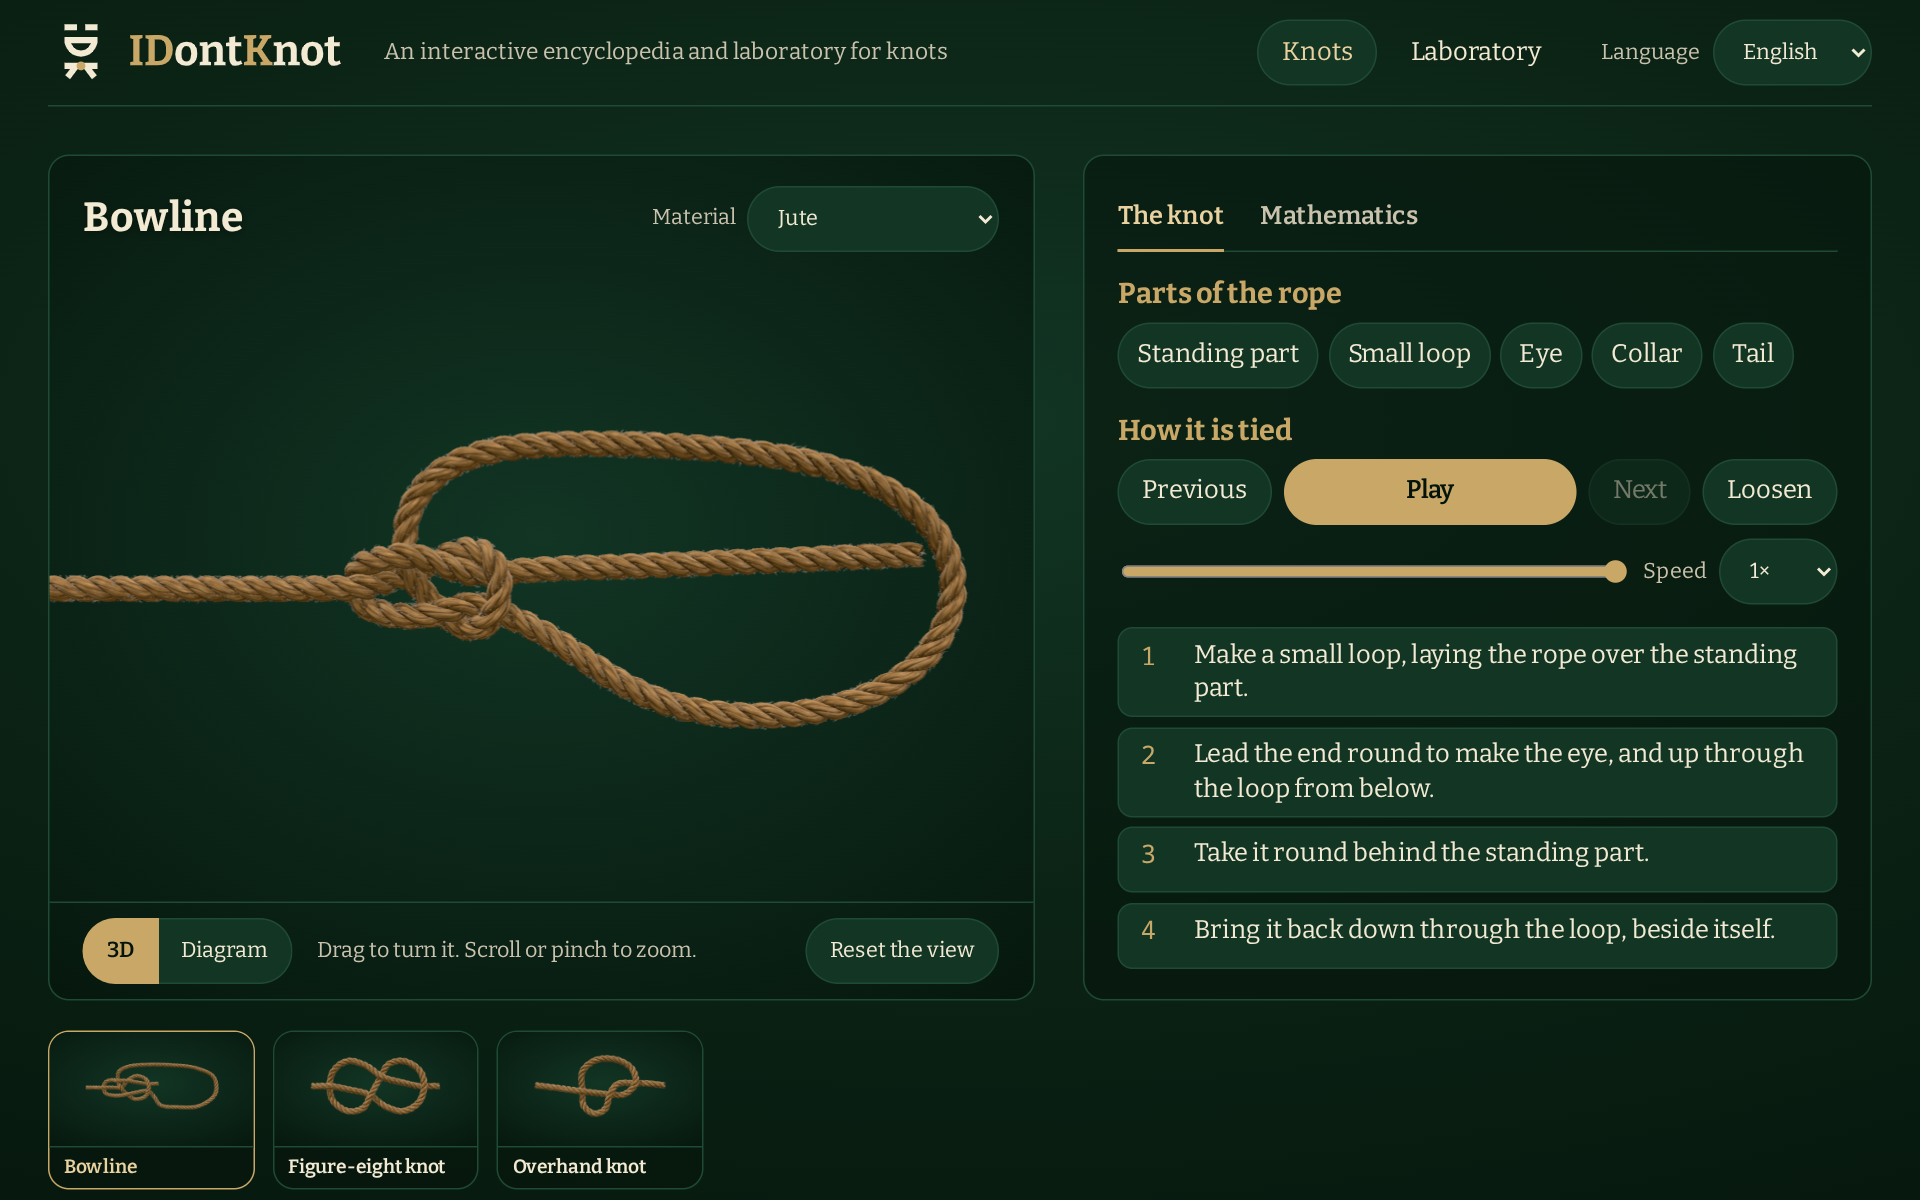 IDontKnot
An interactive encyclopedia and laboratory for knots
Knots
Laboratory
Language
English
Bowline
Material
Jute
3D
Diagram
Drag to turn it. Scroll or pinch to zoom.
Reset the view
The knot
Mathematics
Parts of the rope
Standing part
Small loop
Eye
Collar
Tail
How it is tied
Previous
Play
Next
Loosen
Speed
1×
1
Make a small loop, laying the rope over the standing
part.
2
Lead the end round to make the eye, and up through
the loop from below.
3
Take it round behind the standing part.
4
Bring it back down through the loop, beside itself.
Bowline
Figure-eight knot
Overhand knot